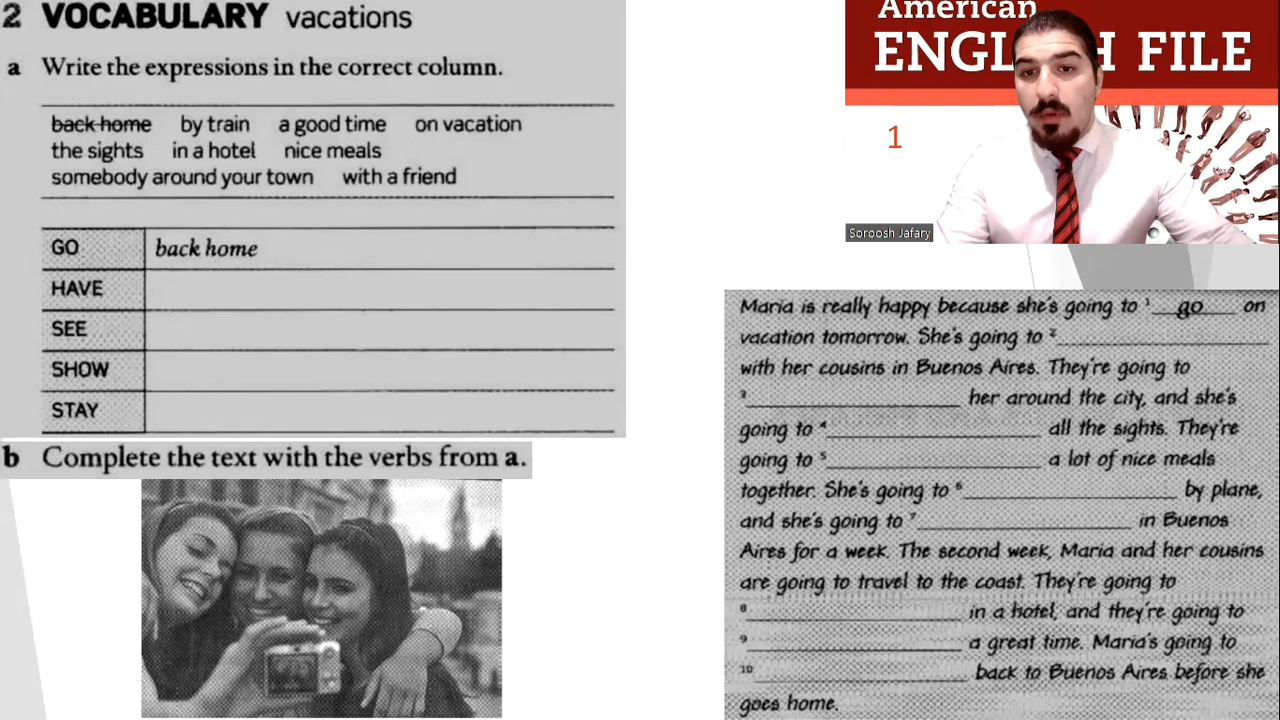 2 VOCABULARY vacations
a Write the expressions in the correct column.
back home by train a good time on vacation
the sights in a hotel nice meals
somebody around your town with a friend
GO back home
HAVE
SEE
SHOW
STAY
b Complete the text with the verbs from a.
American
ENGL H FILE
1
Soroosh Jafary
Maria is really happy because she's going to 1 go on
vacation tomorrow. She's going to 2
with her cousins in Buenos Aires. They're going to
3 her around the city, and she's
going to 4 all the sights. They're
going to 5 a lot of nice meals
together. She's going to 6 by plane,
and she's going to 7 in Buenos
Aires for a week. The second week, Maria and her cousins
are going to travel to the coast. They're going to
8 in a hotel, and they're going to
9 a great time. Maria's going to
10 back to Buenos Aires before she
goes home.